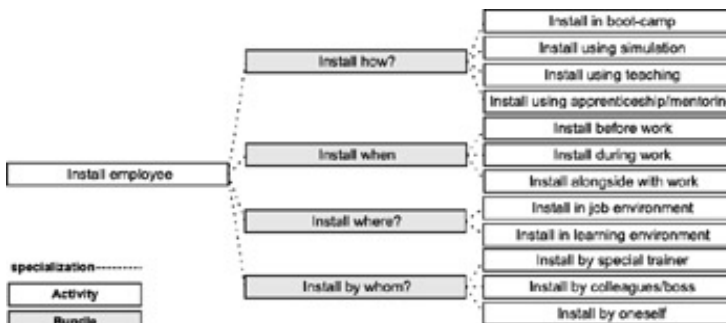 Install in boot-camp
Install using simulation
Install how?
Install using teaching
Install using apprenticeship/mentorin
Install before work
Install when
Install during work
Install employee
Install alongside with work
Install in job environment
Install where?
Install in learning environment
specialization
Install by special trainer
Activity
Install by whom?
Install by colleagues/boss
Bundle
Install by oneself